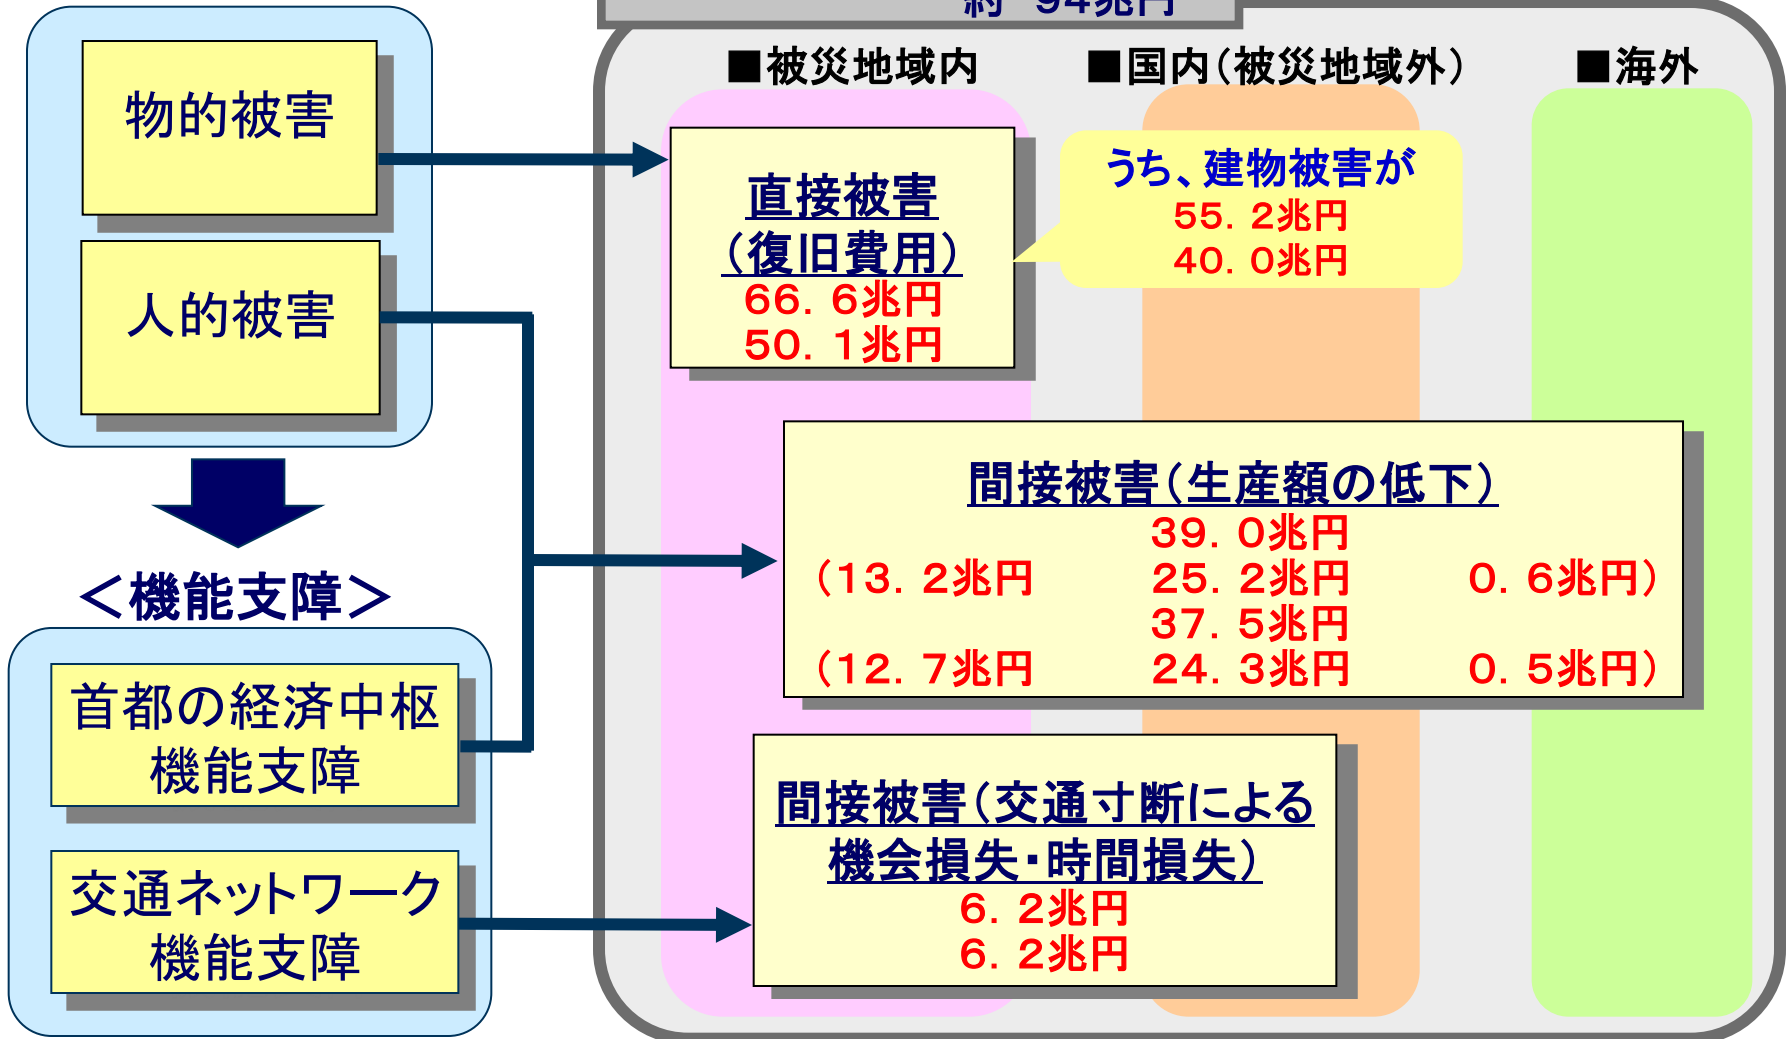 約 94兆円
■被災地域内
■国内(被災地域外)
■海外
物的被害
人的被害
直接被害
(復旧費用)
66.6兆円
50.1兆円
うち、建物被害が
55.2兆円
40.0兆円
間接被害(生産額の低下)
39.0兆円
(13.2兆円 25.2兆円 0.6兆円)
37.5兆円
(12.7兆円 24.3兆円 0.5兆円)
<機能支障>
首都の経済中枢
機能支障
交通ネットワーク
機能支障
間接被害(交通寸断による
機会損失・時間損失)
6.2兆円
6.2兆円